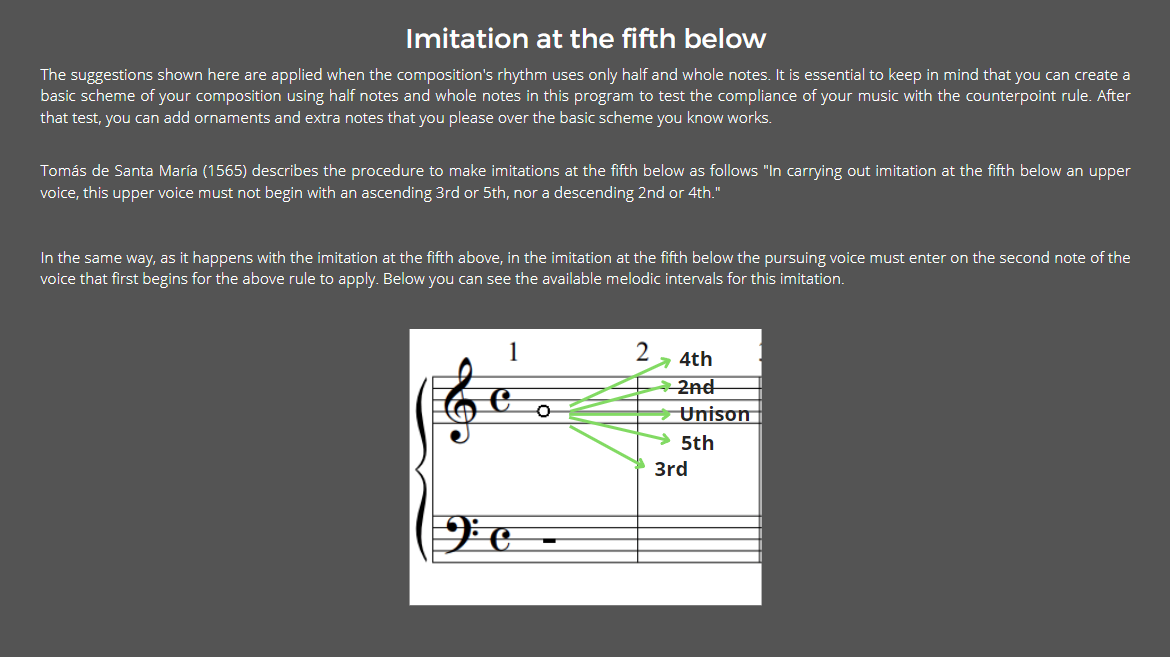 Imitation at the fifth below
The suggestions shown here are applied when the composition's rhythm uses only half and whole notes. It is essential to keep in mind that you can create a
basic scheme of your composition using half notes and whole notes in this program to test the compliance of your music with the counterpoint rule. After
that test, you can add ornaments and extra notes that you please over the basic scheme you know works.
Tomás de Santa María (1565) describes the procedure to make imitations at the fifth below as follows "In carrying out imitation at the fifth below an upper
voice, this upper voice must not begin with an ascending 3rd or 5th, nor a descending 2nd or 4th."
In the same way, as it happens with the imitation at the fifth above, in the imitation at the fifth below the pursuing voice must enter on the second note of the
voice that first begins for the above rule to apply. Below you can see the available melodic intervals for this imitation.
1 2
4th
2nd
Unison
5th
3rd